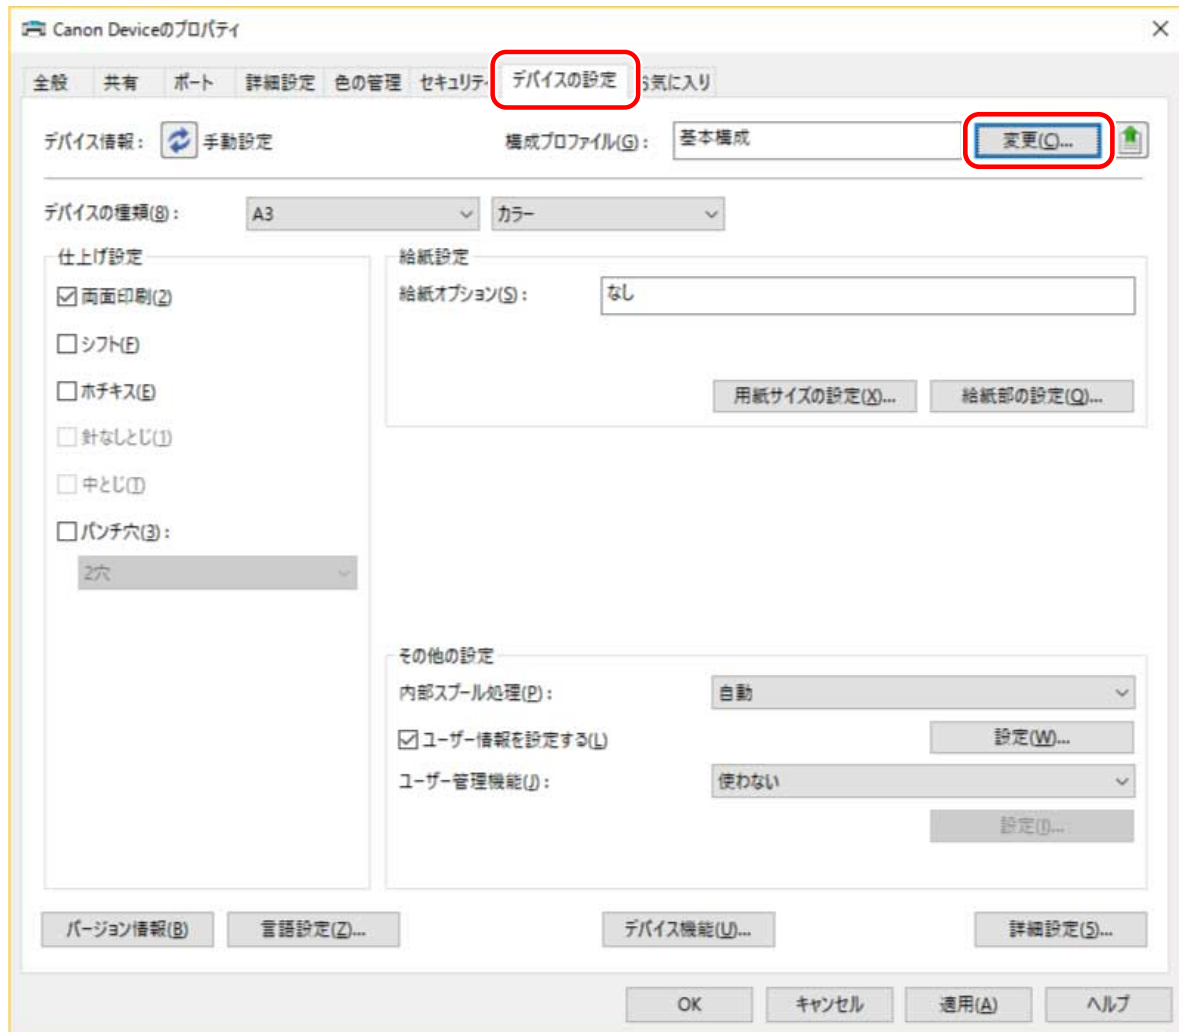 Canon Deviceのプロパティ
全般 共有 ポート 詳細設定 色の管理 セキュリティ デバイスの設定 お気に入り
デバイス情報: 手動設定 構成プロファイル(G): 基本構成 変更(C)...
デバイスの種類(8): A3 カラー
仕上げ設定
両面印刷(2)
シフト(F)
ホチキス(E)
針なしとじ(1)
中とじ(T)
パンチ穴(3):
2穴
給紙設定
給紙オプション(S): なし
用紙サイズの設定(X)... 給紙部の設定(Q)...
その他の設定
内部スプール処理(P): 自動
ユーザー情報を設定する(L) 設定(W)...
ユーザー管理機能(J): 使わない
設定(I)...
バージョン情報(B) 言語設定(Z)... デバイス機能(U)... 詳細設定(5)...
OK キャンセル 適用(A) ヘルプ